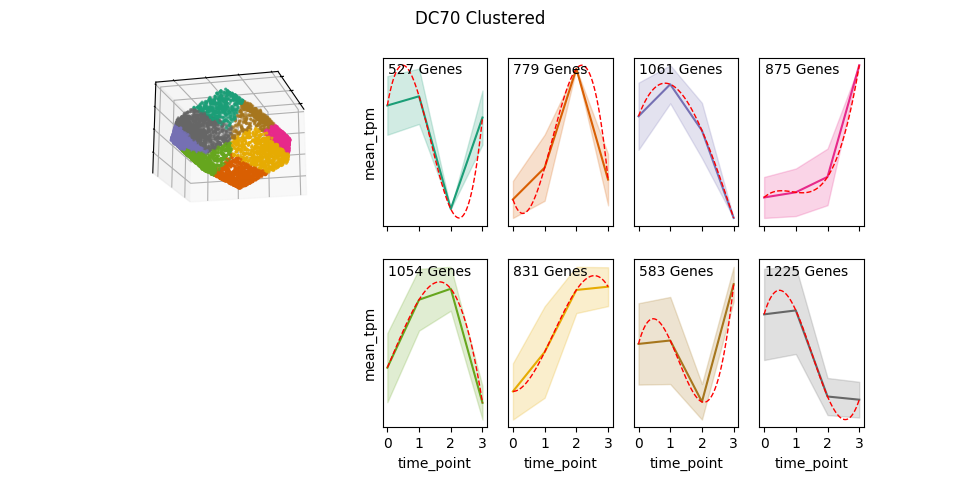 DC70 Clustered
527 Genes
779 Genes
1061 Genes
875 Genes
mean_tpm
1054 Genes
831 Genes
583 Genes
1225 Genes
mean_tpm
0 1 2 3
0 1 2 3
0 1 2 3
0 1 2 3
time_point
time_point
time_point
time_point